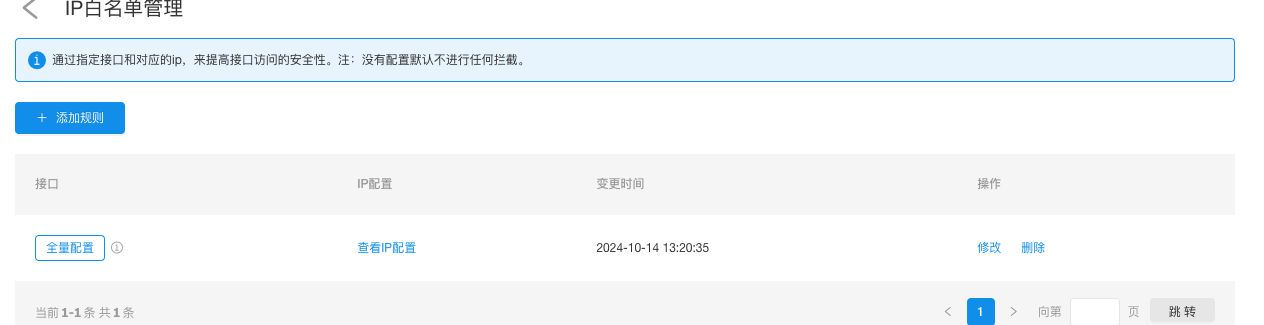 IP白名单管理
通过指定接口和对应的ip，来提高接口访问的安全性。注：没有配置默认不进行任何拦截。
+ 添加规则
接口 IP配置 变更时间 操作
全量配置 查看IP配置 2024-10-14 13:20:35 修改 删除
当前 1-1 条 共 1 条 < 1 > 向第 页 跳 转